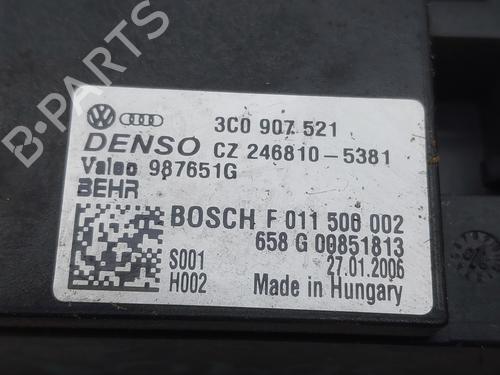 B-PARTS
3C0 907 521
DENSO CZ 246810-5381
Valeo 987651G
BEHR
BOSCH F 011 500 002
658 G 00851813
S001 27.01.2006
H002 Made in Hungary